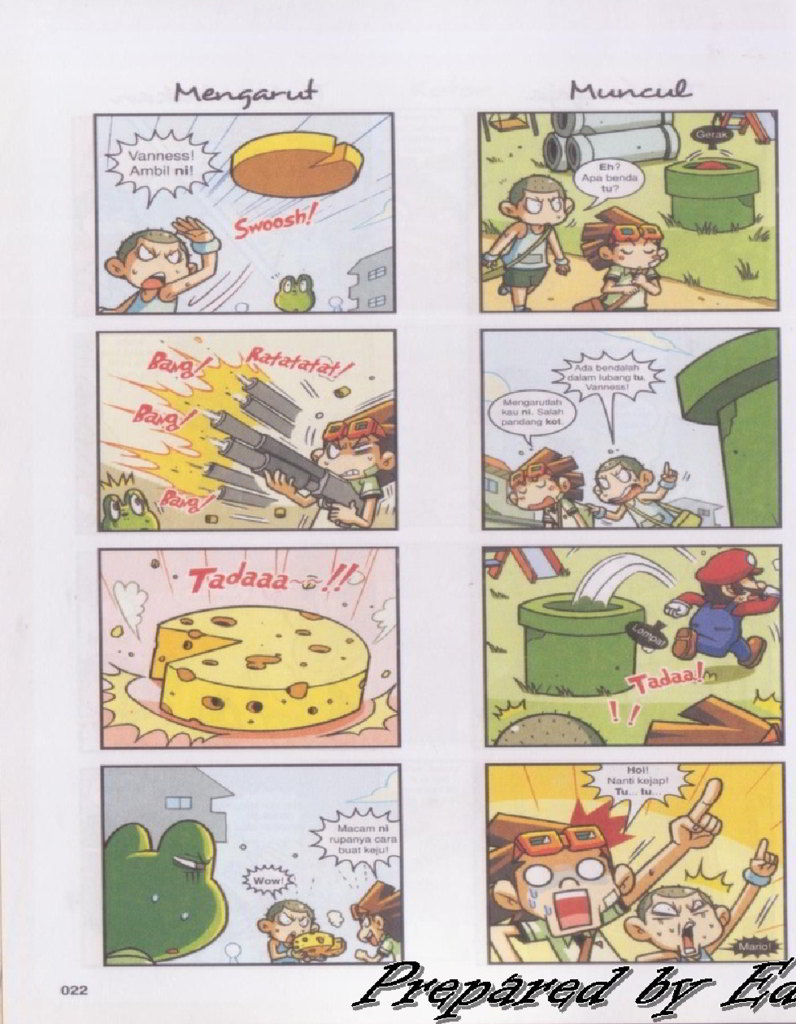 Mengarut
Vanness!
Ambil ni!
Swoosh!
Bang!
Ratatatat!
Bang!
Bang!
Tadaaa~~!!
Macam ni
rupanya cara
buat keju!
Wow!
Muncul
Gerak
Eh?
Apa benda
tu?
Ada bendalah
dalam lubang tu,
Vanness!
Mengarutlah
kau ni. Salah
pandang kot.
Lompat
Tadaa!
!!
Hoi!
Nanti kejap!
Tu... tu...
Mario!
022
Prepared by Ed